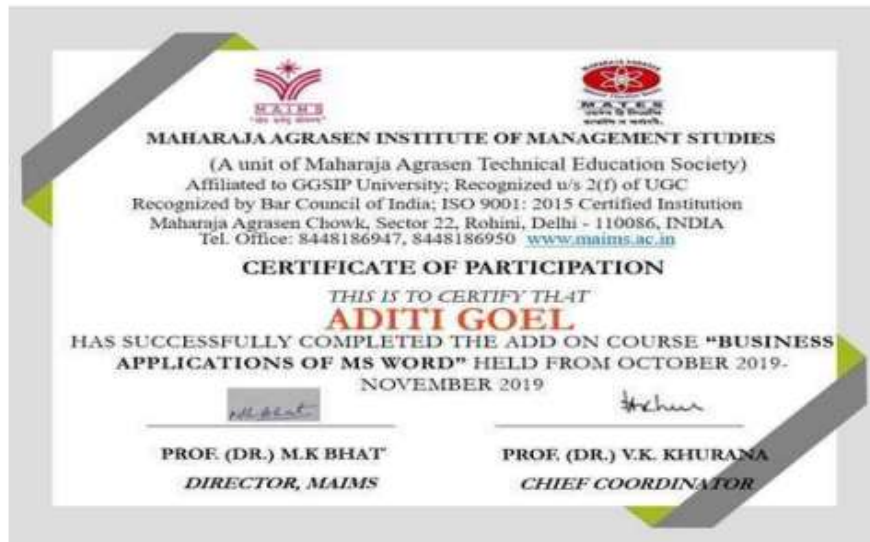 MAIMS
MATES
MAHARAJA AGRASEN INSTITUTE OF MANAGEMENT STUDIES
(A unit of Maharaja Agrasen Technical Education Society)
Affiliated to GGSIP University; Recognized u/s 2(f) of UGC
Recognized by Bar Council of India; ISO 9001: 2015 Certified Institution
Maharaja Agrasen Chowk, Sector 22, Rohini, Delhi - 110086, INDIA
Tel. Office: 8448186947, 8448186950 www.maims.ac.in
CERTIFICATE OF PARTICIPATION
THIS IS TO CERTIFY THAT
ADITI GOEL
HAS SUCCESSFULLY COMPLETED THE ADD ON COURSE "BUSINESS
APPLICATIONS OF MS WORD" HELD FROM OCTOBER 2019-
NOVEMBER 2019
PROF. (DR.) M.K BHAT
PROF. (DR.) V.K. KHURANA
DIRECTOR, MAIMS
CHIEF COORDINATOR